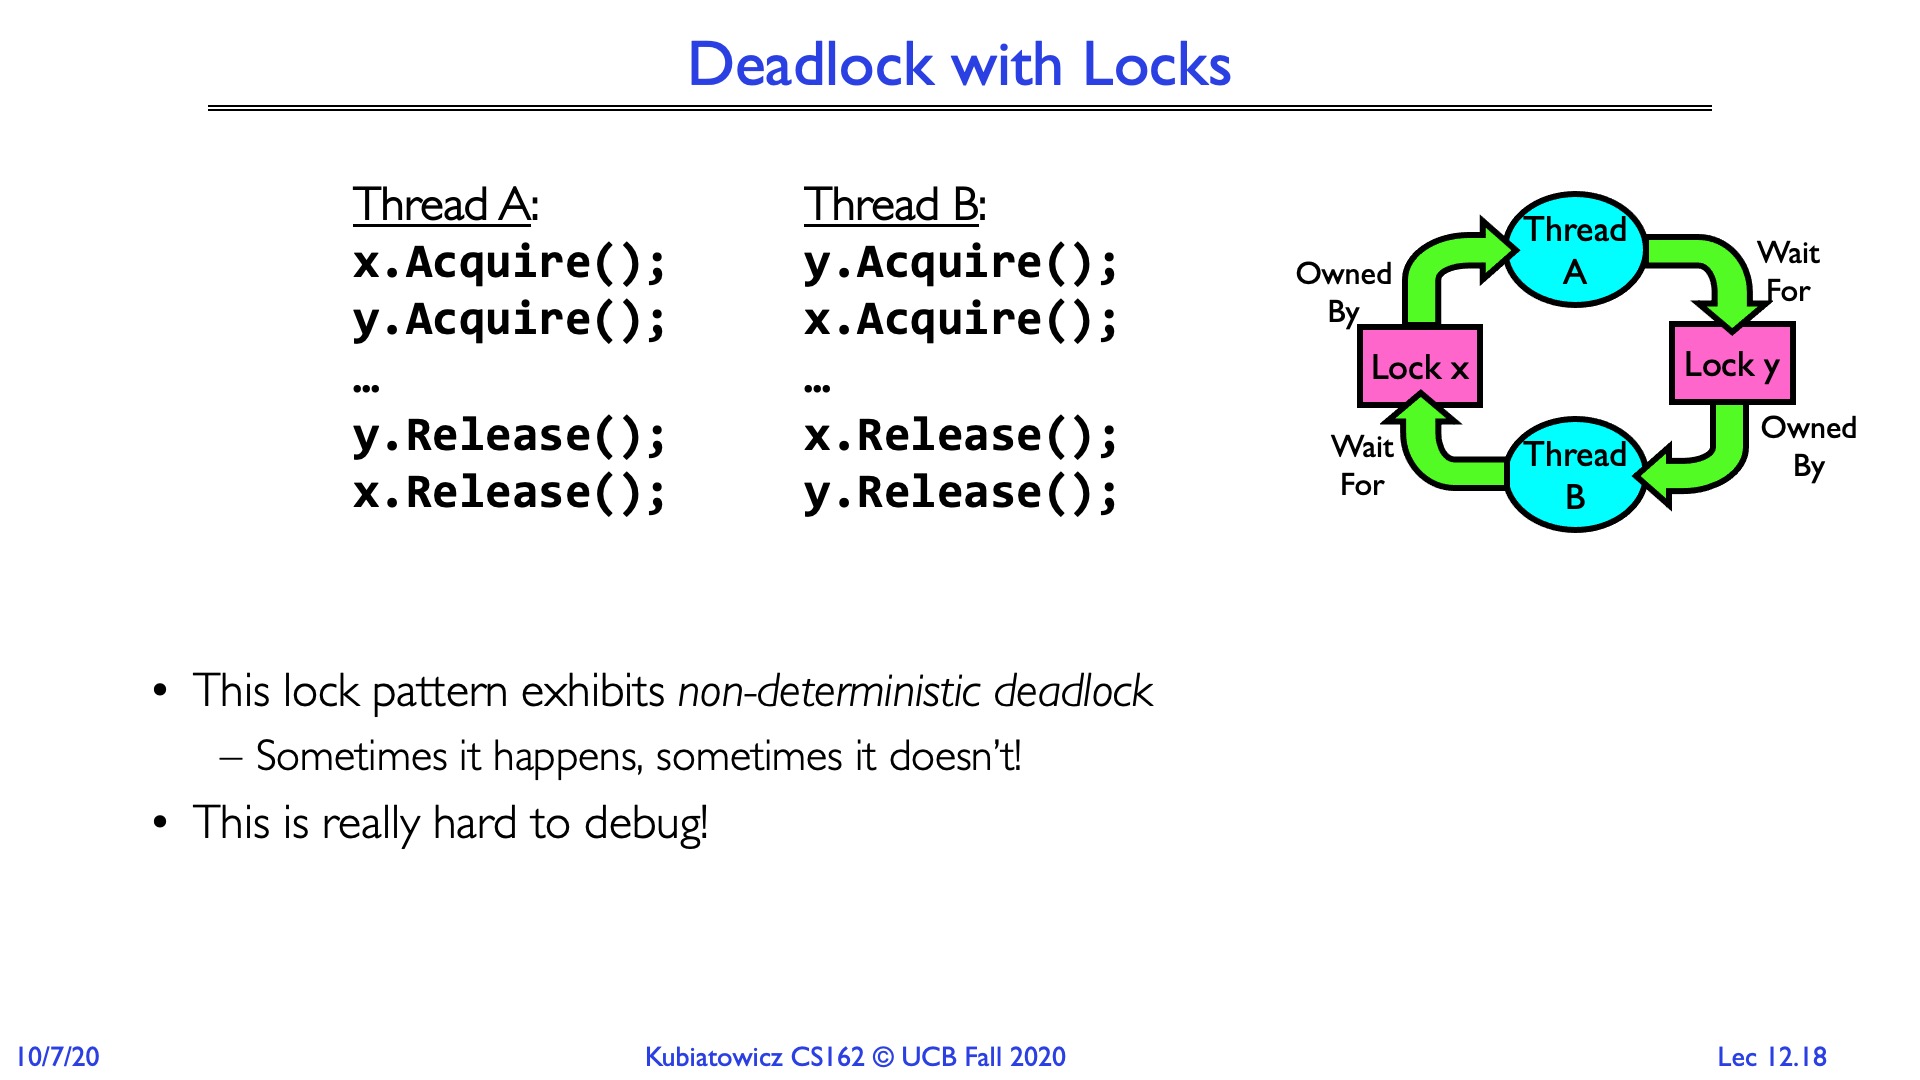 Deadlock with Locks
Thread A:
x.Acquire();
y.Acquire();
…
y.Release();
x.Release();
Thread B:
y.Acquire();
x.Acquire();
…
x.Release();
y.Release();
Thread
A
Wait
For
Owned
By
Lock x
Lock y
Wait
For
Thread
B
Owned
By
• This lock pattern exhibits non-deterministic deadlock
– Sometimes it happens, sometimes it doesn’t!
• This is really hard to debug!
10/7/20
Kubiatowicz CS162 © UCB Fall 2020
Lec 12.18